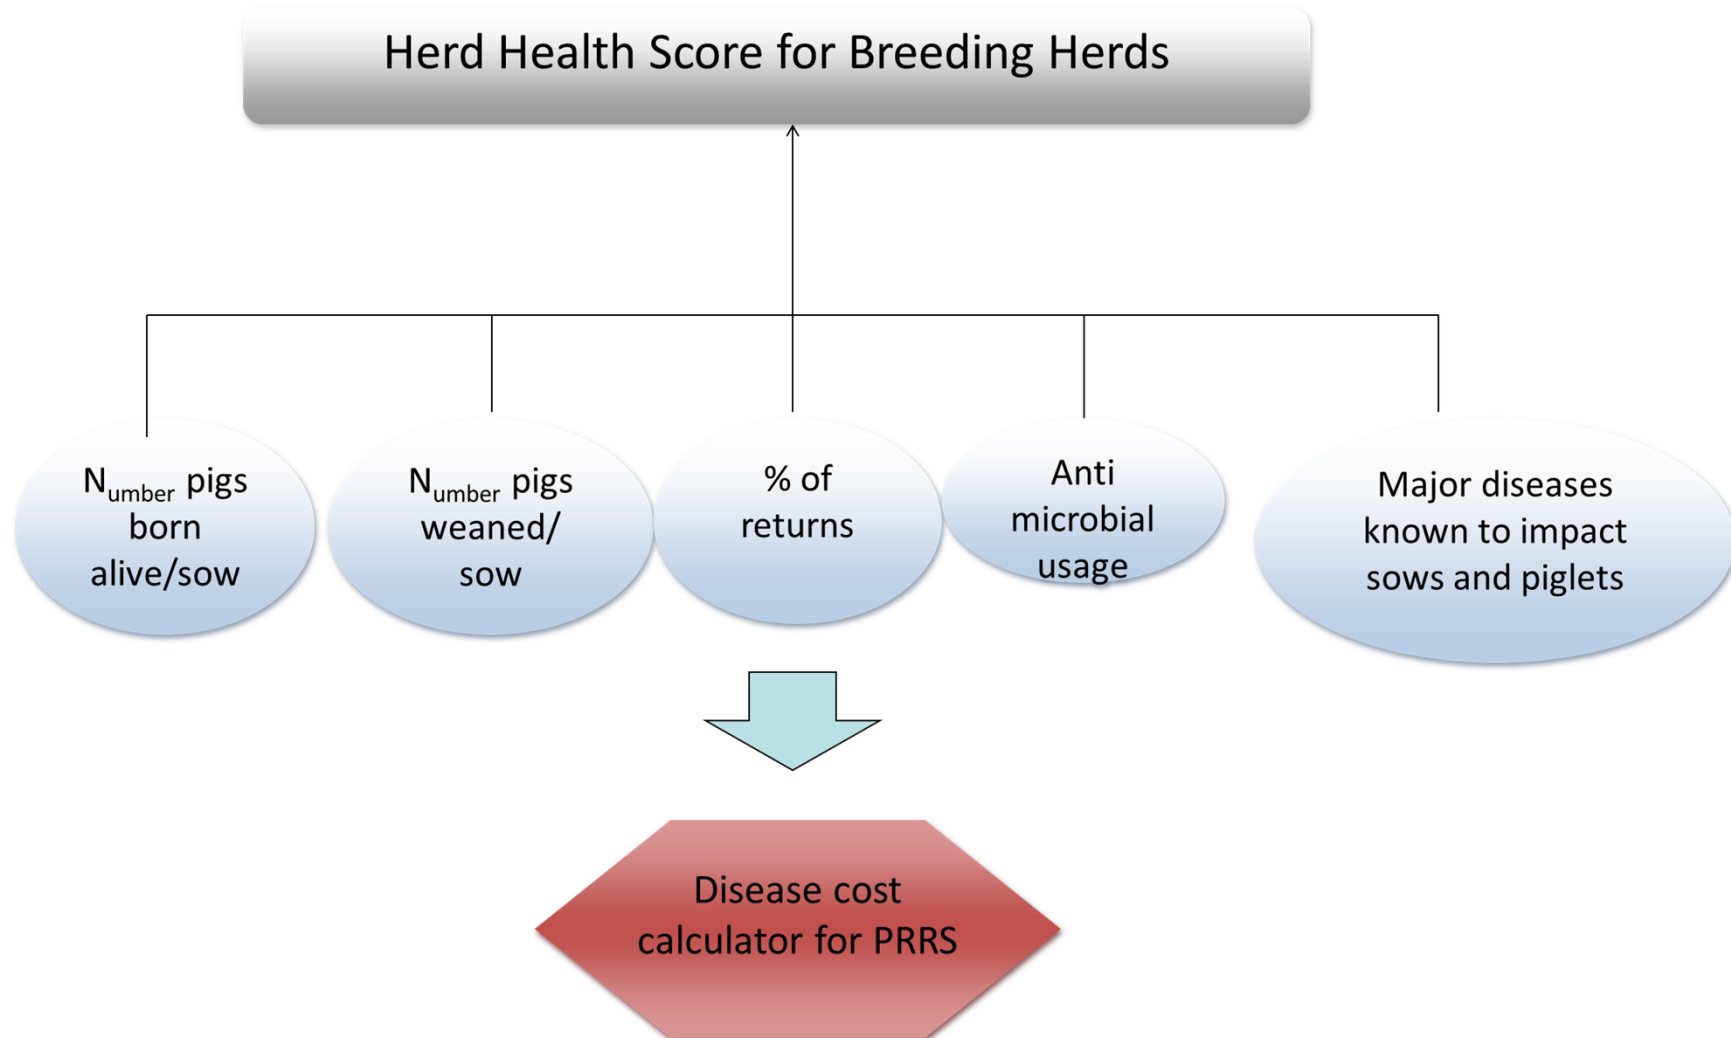 Herd Health Score for Breeding Herds
Number pigs
born
alive/sow
Number pigs
weaned/
sow
% of
returns
Anti
microbial
usage
Major diseases
known to impact
sows and piglets
Disease cost
calculator for PRRS